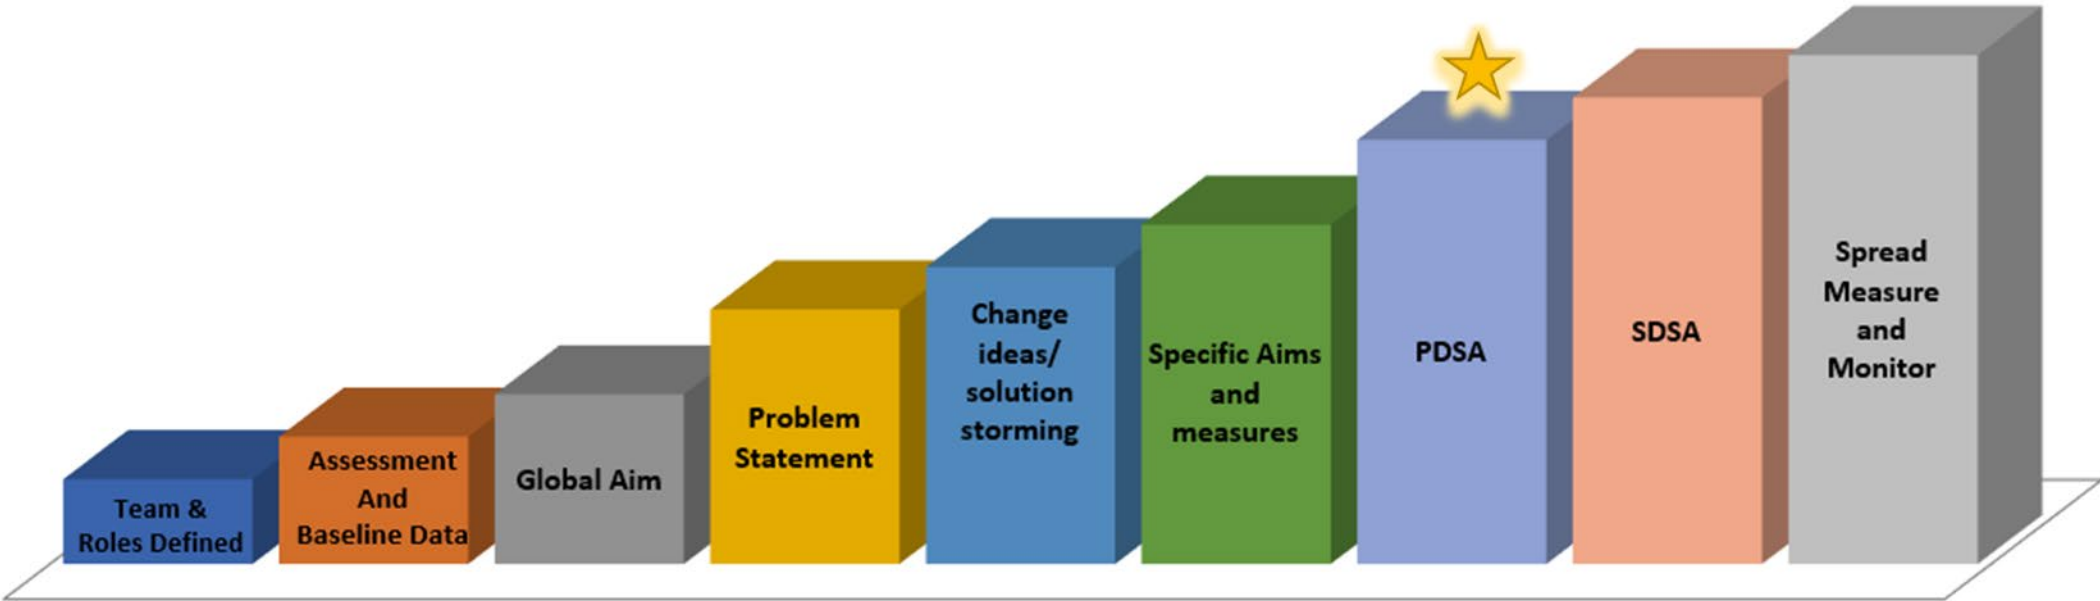 Team &
Roles Defined
Assessment
And
Baseline Data
Global Aim
Problem
Statement
Change
ideas/
solution
storming
Specific Aims
and
measures
PDSA
SDSA
Spread
Measure
and
Monitor